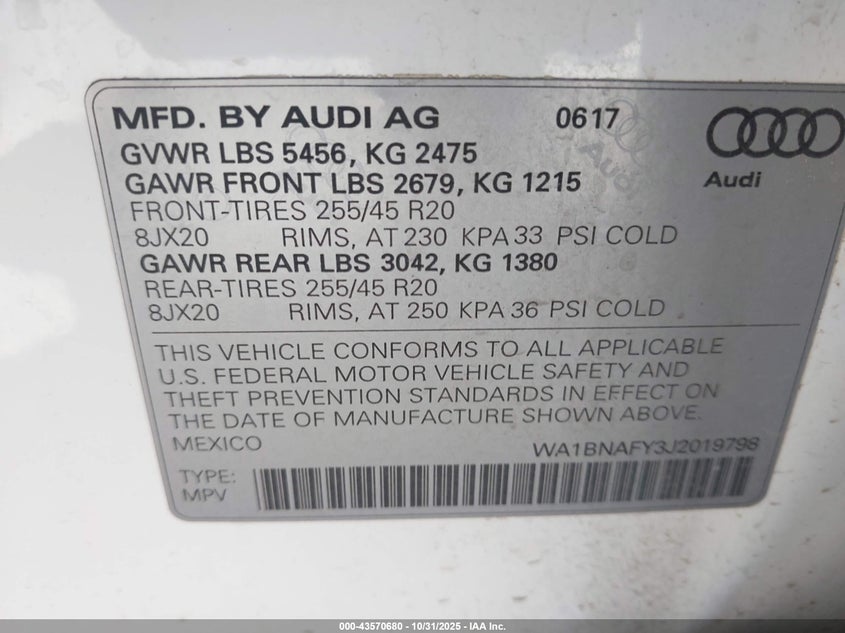 MFD. BY AUDI AG 0617
GVWR LBS 5456, KG 2475
GAWR FRONT LBS 2679, KG 1215
Audi
FRONT-TIRES 255/45 R20
8JX20 RIMS, AT 230 KPA 33 PSI COLD
GAWR REAR LBS 3042, KG 1380
REAR-TIRES 255/45 R20
8JX20 RIMS, AT 250 KPA 36 PSI COLD
THIS VEHICLE CONFORMS TO ALL APPLICABLE
U.S. FEDERAL MOTOR VEHICLE SAFETY AND
THEFT PREVENTION STANDARDS IN EFFECT ON
THE DATE OF MANUFACTURE SHOWN ABOVE.
MEXICO WA1BNAFY3J2019798
TYPE:
MPV
000-43570680 - 10/31/2025 - IAA Inc.